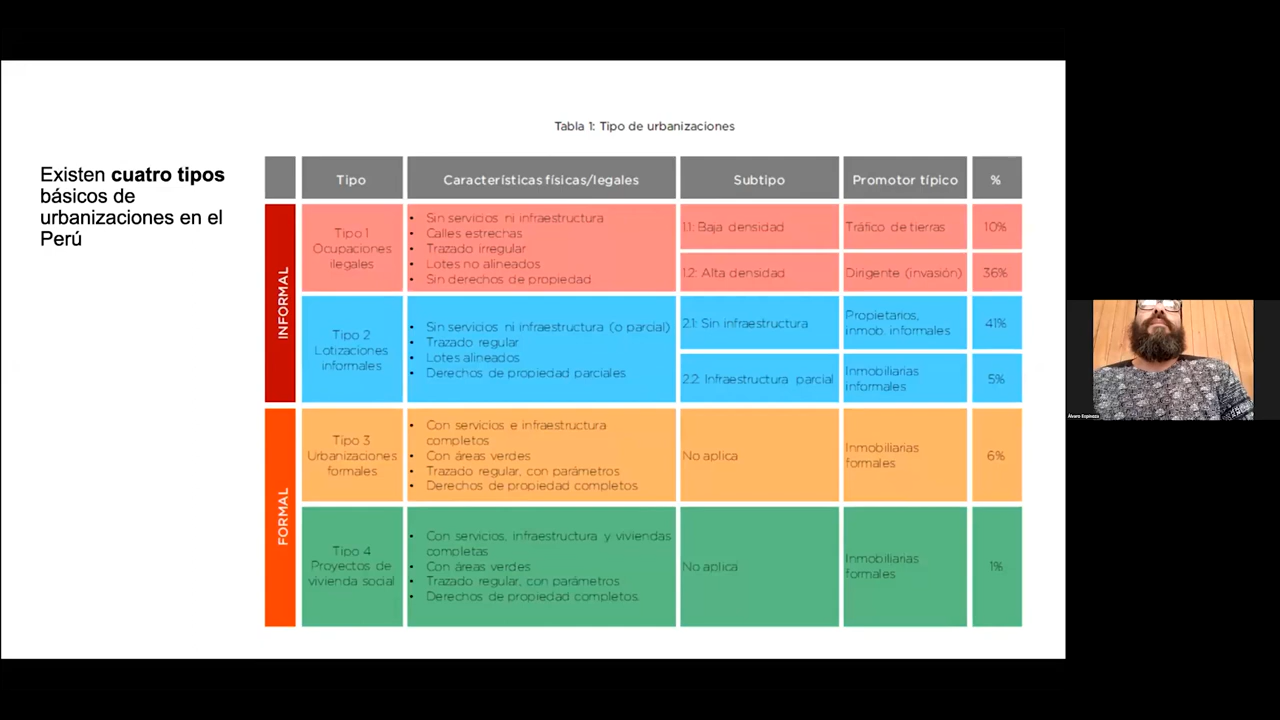 Tabla 1: Tipo de urbanizaciones
Existen cuatro tipos
básicos de
urbanizaciones en el
Perú
Tipo
Características físicas/legales
Subtipo
Promotor típico
%
INFORMAL
Tipo 1
Ocupaciones
ilegales
• Sin servicios ni infraestructura
• Calles estrechas
• Trazado irregular
• Lotes no alineados
• Sin derechos de propiedad
1.1: Baja densidad
Tráfico de tierras
10%
1.2: Alta densidad
Dirigente (invasión)
36%
Tipo 2
Lotizaciones
informales
• Sin servicios ni infraestructura (o parcial)
• Trazado regular
• Lotes alineados
• Derechos de propiedad parciales
2.1: Sin infraestructura
Propietarios,
inmob. informales
41%
2.2. Infraestructura parcial
Inmobiliarias
informales
5%
FORMAL
Tipo 3
Urbanizaciones
formales
• Con servicios e infraestructura
completos
• Con áreas verdes
• Trazado regular, con parámetros
• Derechos de propiedad completos
No aplica
Inmobiliarias
formales
6%
Tipo 4
Proyectos de
vivienda social
• Con servicios, infraestructura y viviendas
completas
• Con áreas verdes
• Trazado regular, con parámetros
• Derechos de propiedad completos.
No aplica
Inmobiliarias
formales
1%
Álvaro Espinoza